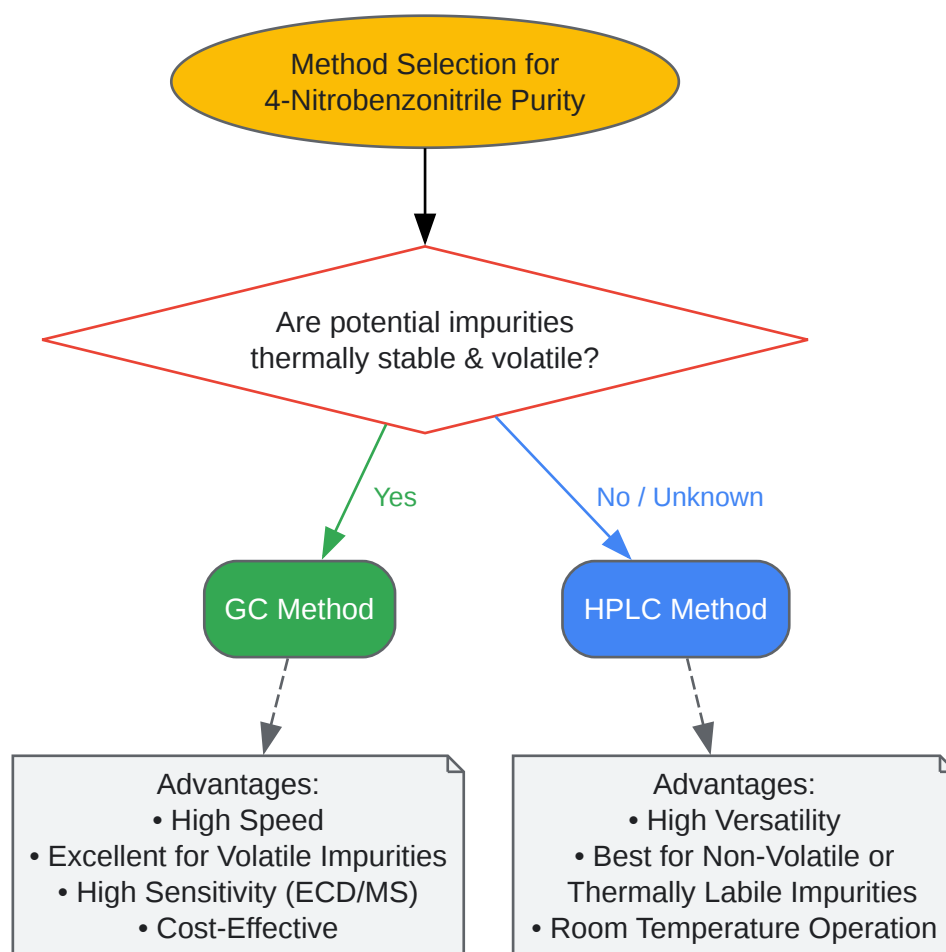 Method Selection for
4-Nitrobenzonitrile Purity
Are potential impurities
thermally stable & volatile?
Yes
No / Unknown
GC Method
HPLC Method
Advantages:
• High Speed
• Excellent for Volatile Impurities
• High Sensitivity (ECD/MS)
• Cost-Effective
Advantages:
• High Versatility
• Best for Non-Volatile or
Thermally Labile Impurities
• Room Temperature Operation